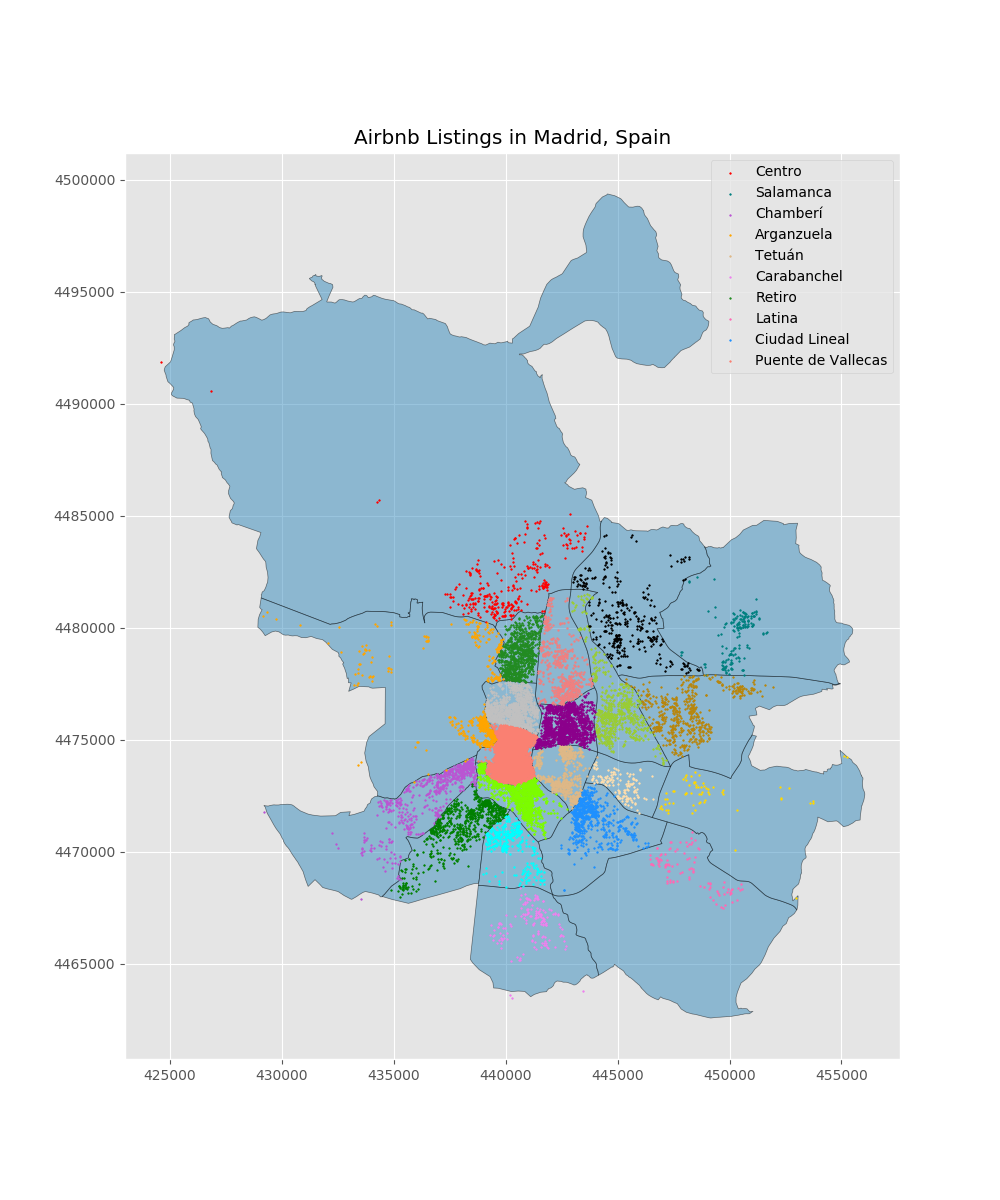 Airbnb Listings in Madrid, Spain
Centro
Salamanca
Chamberí
Arganzuela
Tetuán
Carabanchel
Retiro
Latina
Ciudad Lineal
Puente de Vallecas
4500000
4495000
4490000
4485000
4480000
4475000
4470000
4465000
425000 430000 435000 440000 445000 450000 455000